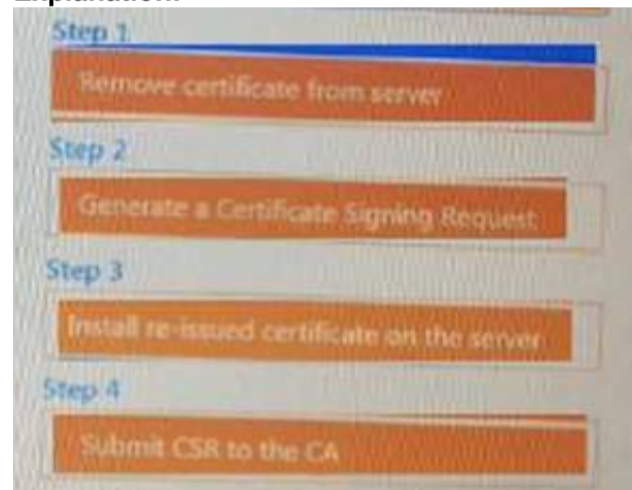 Step 1
Remove certificate from server
Step 2
Generate a Certificate Signing Request
Step 3
Install re-issued certificate on the server
Step 4
Submit CSR to the CA